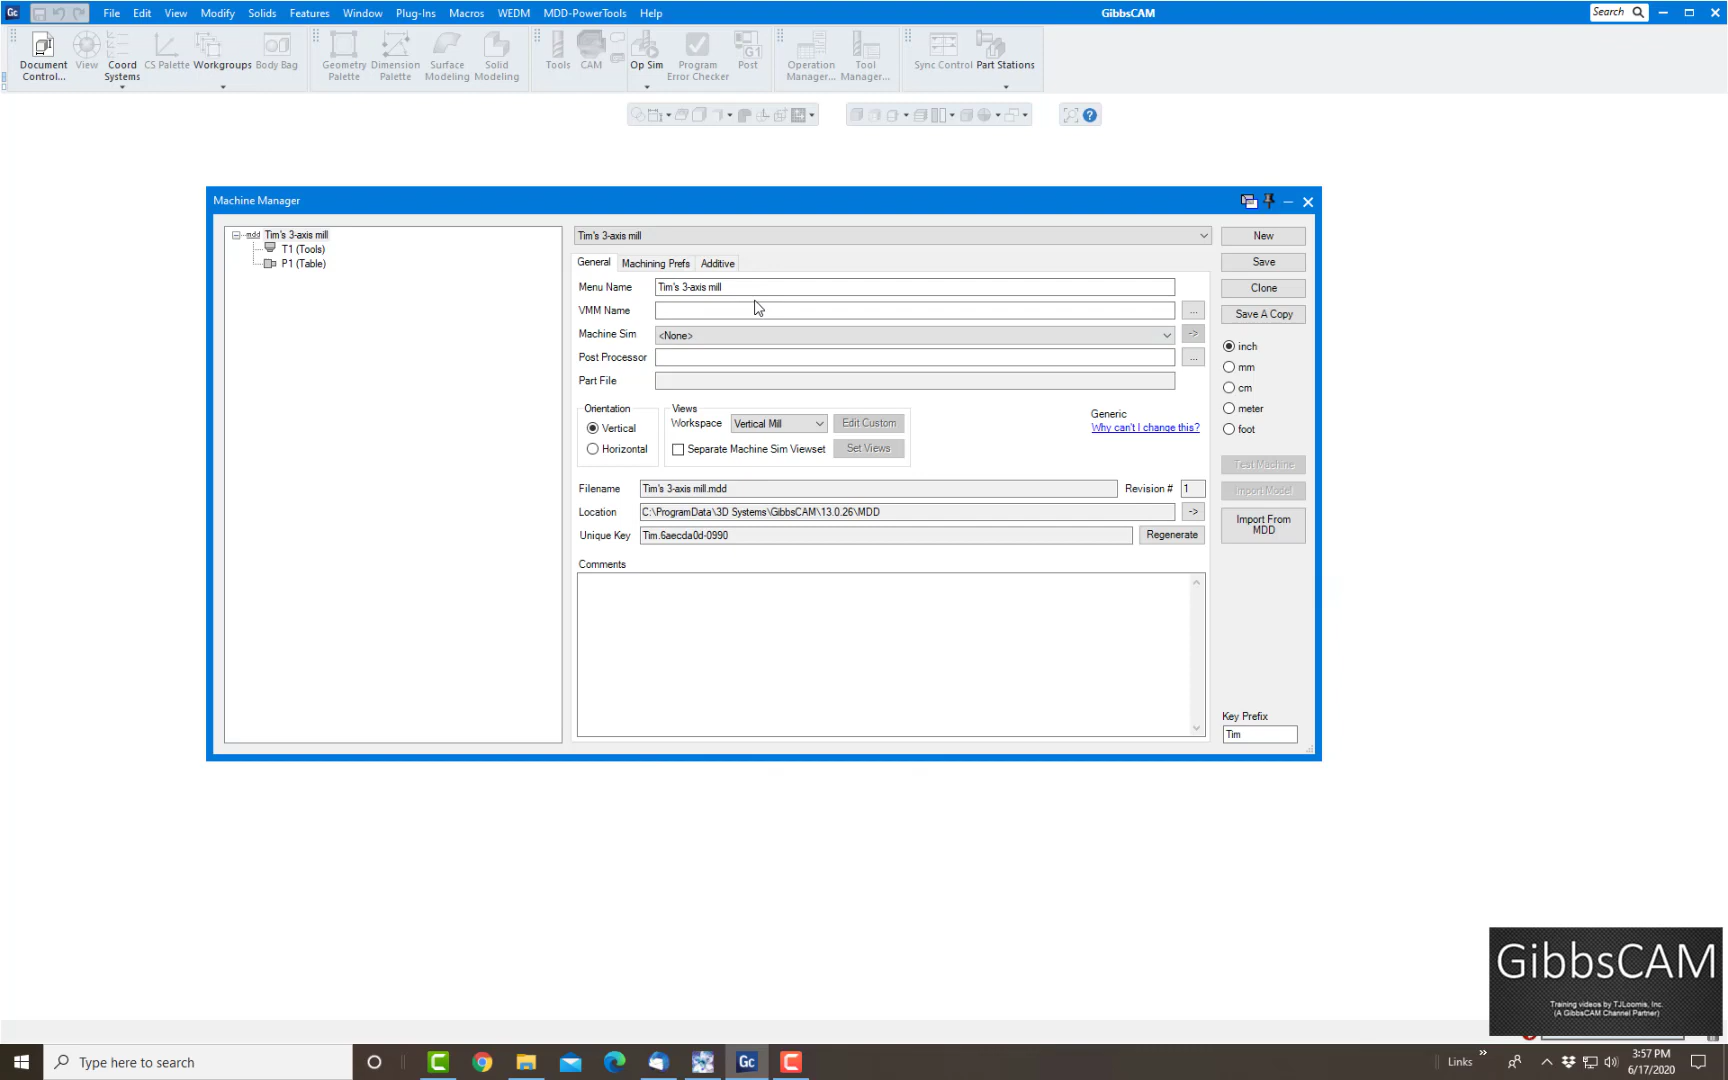 File Edit View Modify Solids Features Window Plug-Ins Macros WEDM MDD-PowerTools Help
GibbsCAM
Search
Document Control...
View
Coord Systems
CS Palette
Workgroups
Body Bag
Geometry Palette
Dimension Palette
Surface Modeling
Solid Modeling
Tools
CAM
Op Sim
Program Error Checker
Post
Operation Manager...
Tool Manager...
Sync Control
Part Stations
Machine Manager
Tim's 3-axis mill
T1 (Tools)
P1 (Table)
Tim's 3-axis mill
General Machining Prefs Additive
Menu Name Tim's 3-axis mill
VMM Name ...
Machine Sim <None> ->
Post Processor ...
Part File
Orientation
Vertical
Horizontal
Views
Workspace Vertical Mill Edit Custom
Separate Machine Sim Viewset Set Views
Generic
Why can't I change this?
Filename Tim's 3-axis mill.mdd Revision # 1
Location C:\ProgramData\3D Systems\GibbsCAM\13.0.26\MDD ->
Unique Key Tim.6aecda0d-0990 Regenerate
Comments
New
Save
Clone
Save A Copy
inch
mm
cm
meter
foot
Test Machine
Import Model
Import From
MDD
Key Prefix
Tim
GibbsCAM
Training videos by TJLoomis, Inc.
(A GibbsCAM Channel Partner)
Type here to search
Links
3:57 PM
6/17/2020